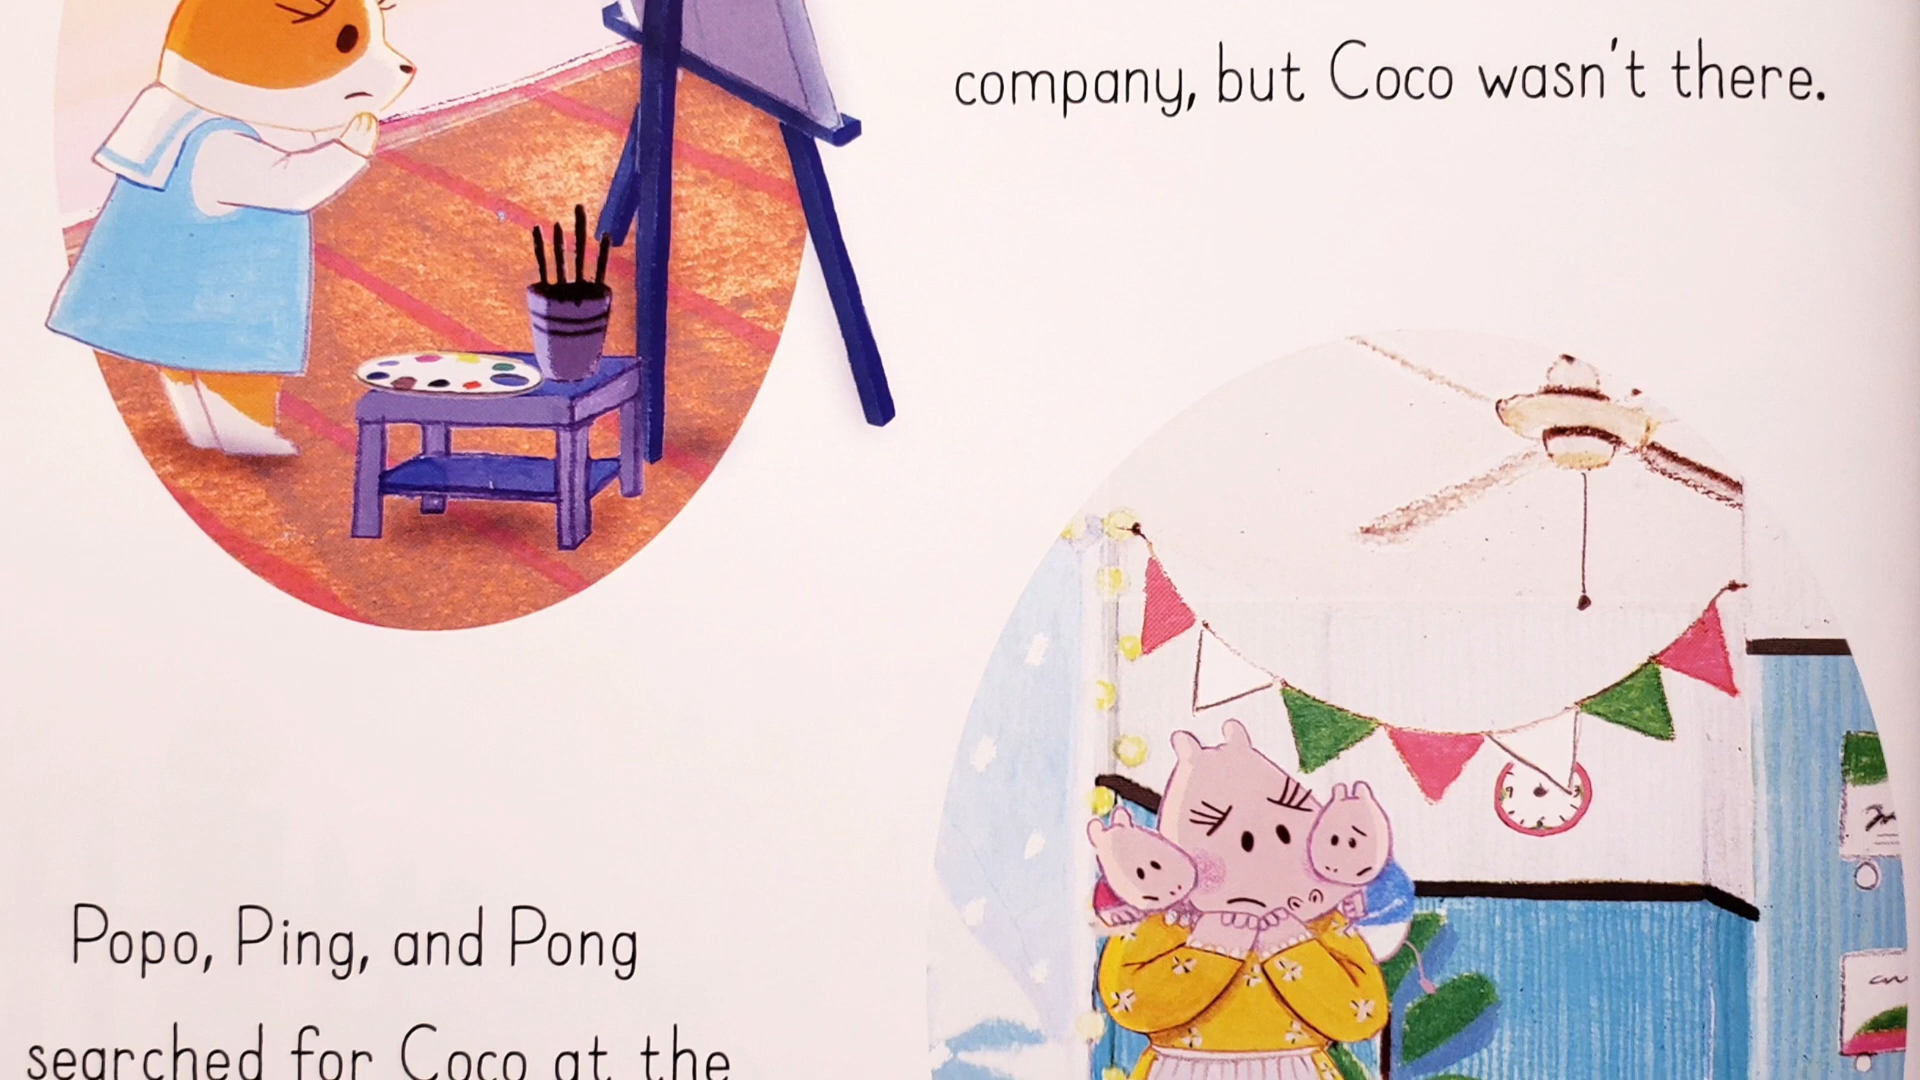 company, but Coco wasn't there.
Popo, Ping, and Pong
searched for Coco at the